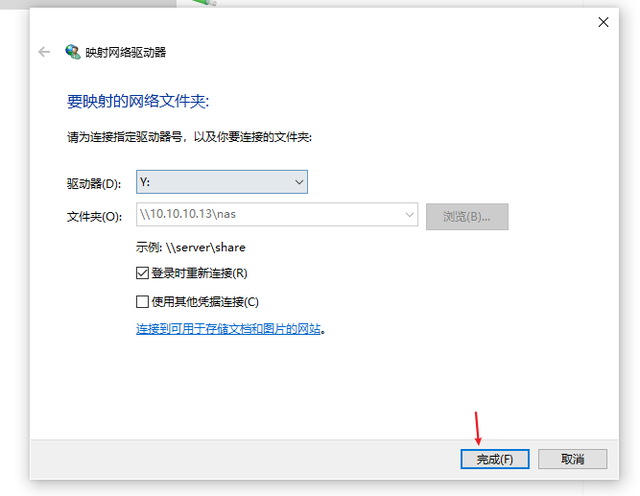 映射网络驱动器
要映射的网络文件夹:
请为连接指定驱动器号，以及你要连接的文件夹:
驱动器(D): Y:
文件夹(O): \\10.10.10.13\nas 浏览(B)...
示例: \\server\share
登录时重新连接(R)
使用其他凭据连接(C)
连接到可用于存储文档和图片的网站。
完成(F) 取消